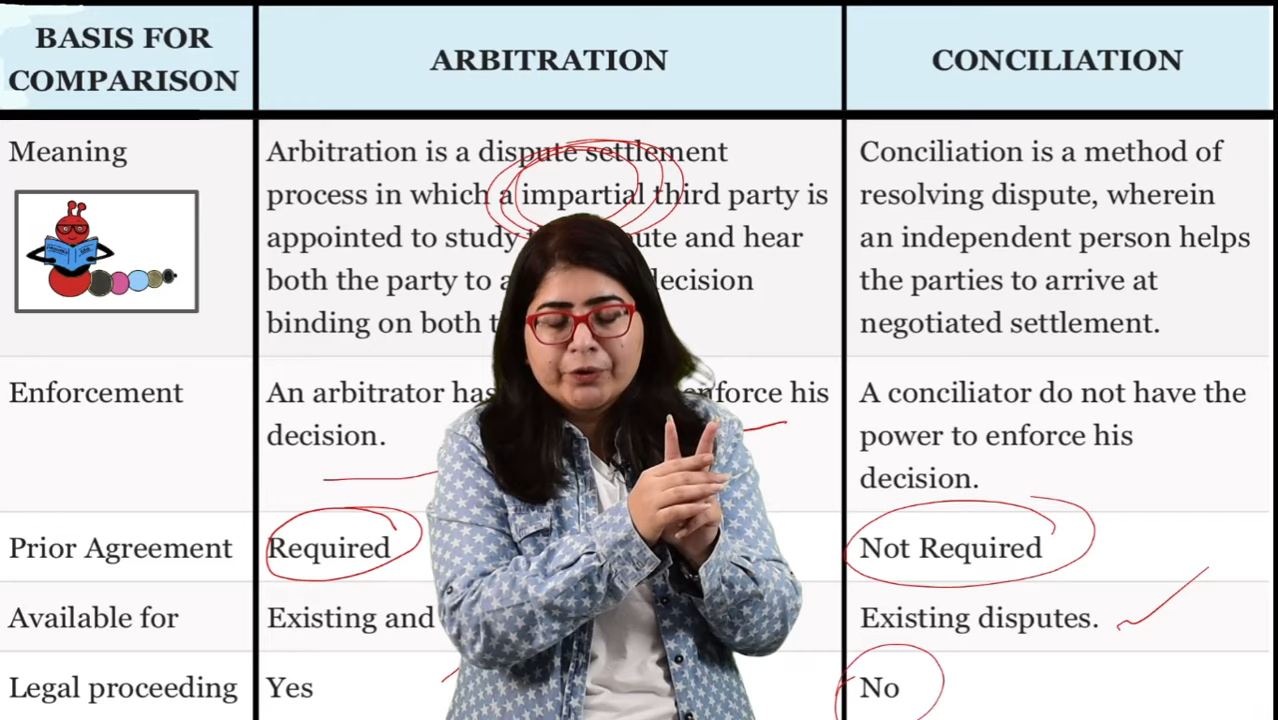 BASIS FOR
COMPARISON
ARBITRATION
CONCILIATION
Meaning
Arbitration is a dispute settlement
process in which a impartial third party is
appointed to study and hear
both the party to decision
binding on both
Conciliation is a method of
resolving dispute, wherein
an independent person helps
the parties to arrive at
negotiated settlement.
Enforcement
An arbitrator has enforce his
decision.
A conciliator do not have the
power to enforce his
decision.
Prior Agreement
Required
Not Required
Available for
Existing and
Existing disputes.
Legal proceeding
Yes
No